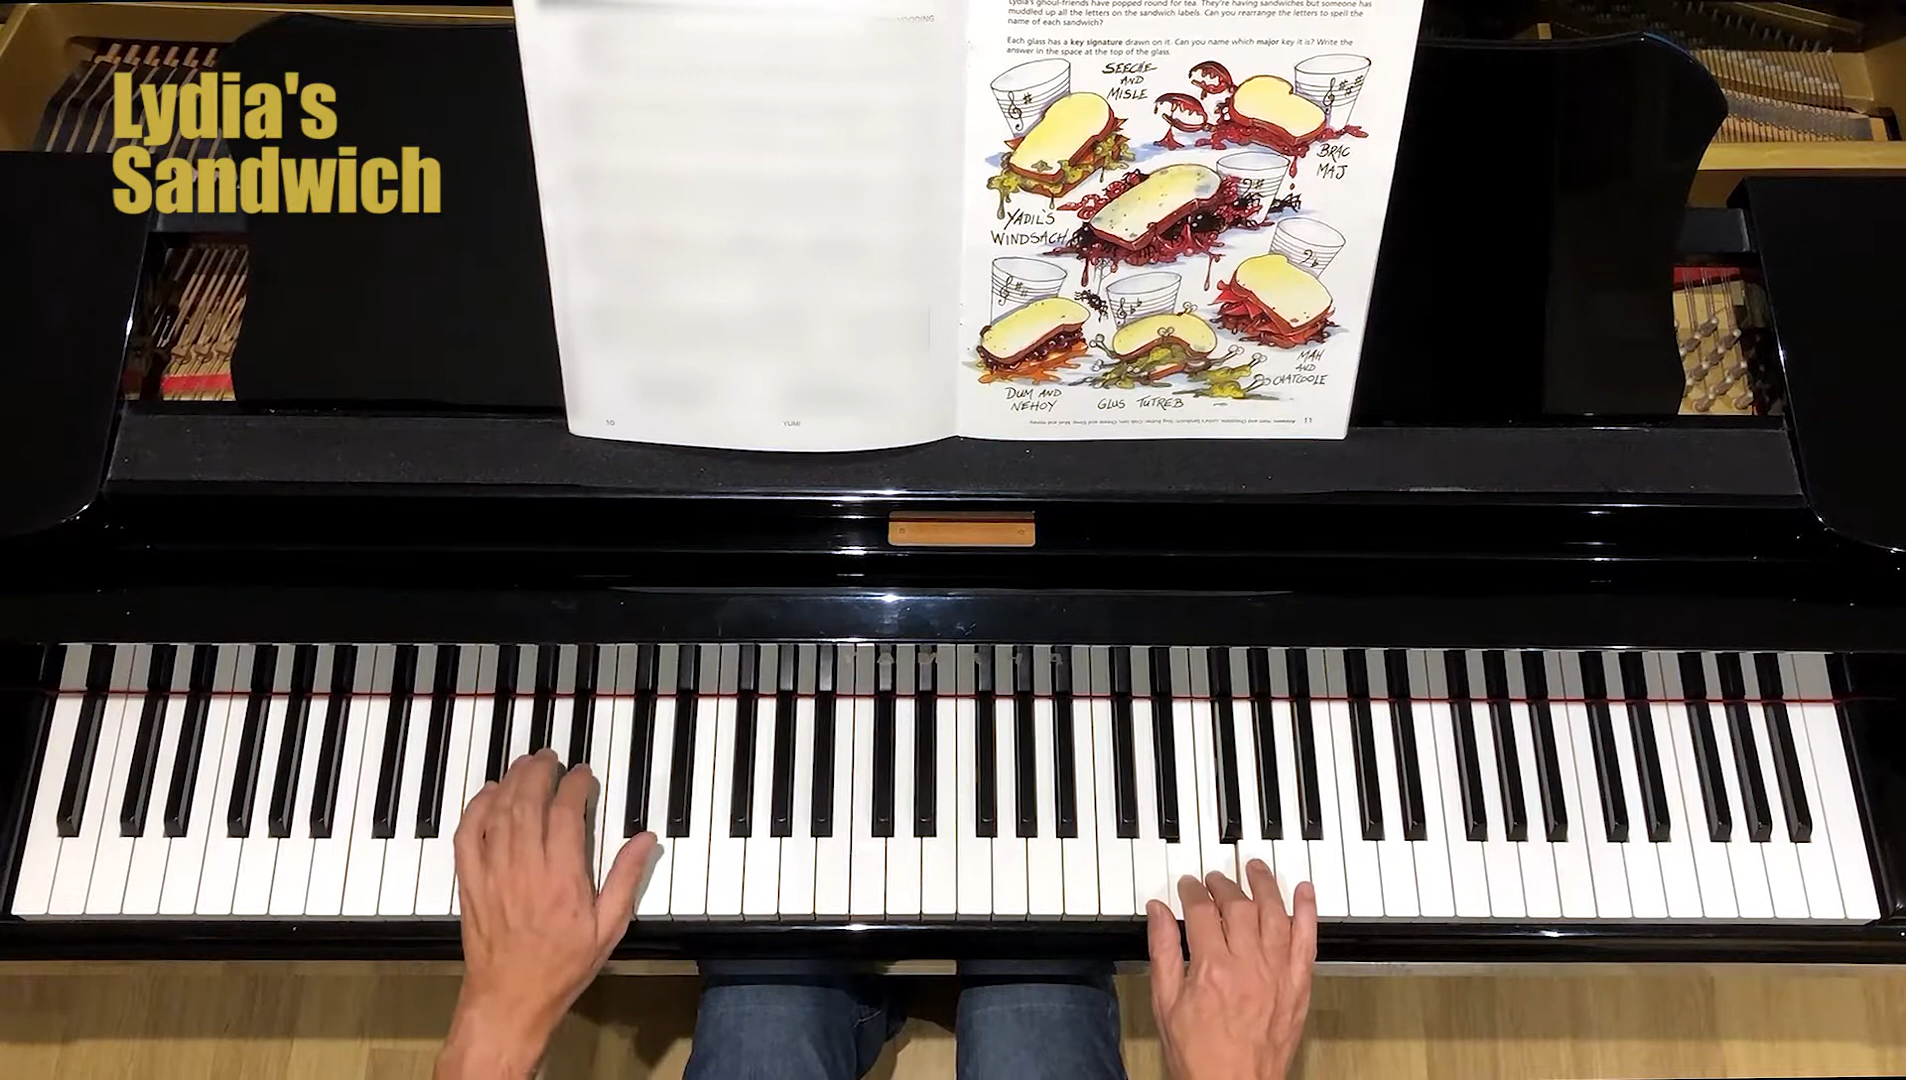 Lydia's
Sandwich
Lydia's ghoul-friends have popped round for tea. They're having sandwiches but someone has
muddled up all the letters on the sandwich labels. Can you rearrange the letters to spell the
name of each sandwich?
Each glass has a key signature drawn on it. Can you name which major key it is? Write the
answer in the space at the top of the glass.
SEECHE
AND
MISLE
BRAC
MAJ
YADIL'S
WINDSACH
MAH
AND
CHATCOOLE
DUM AND
NEHOY
GLUS TUTREB
10
YUM!
11
YAMAHA